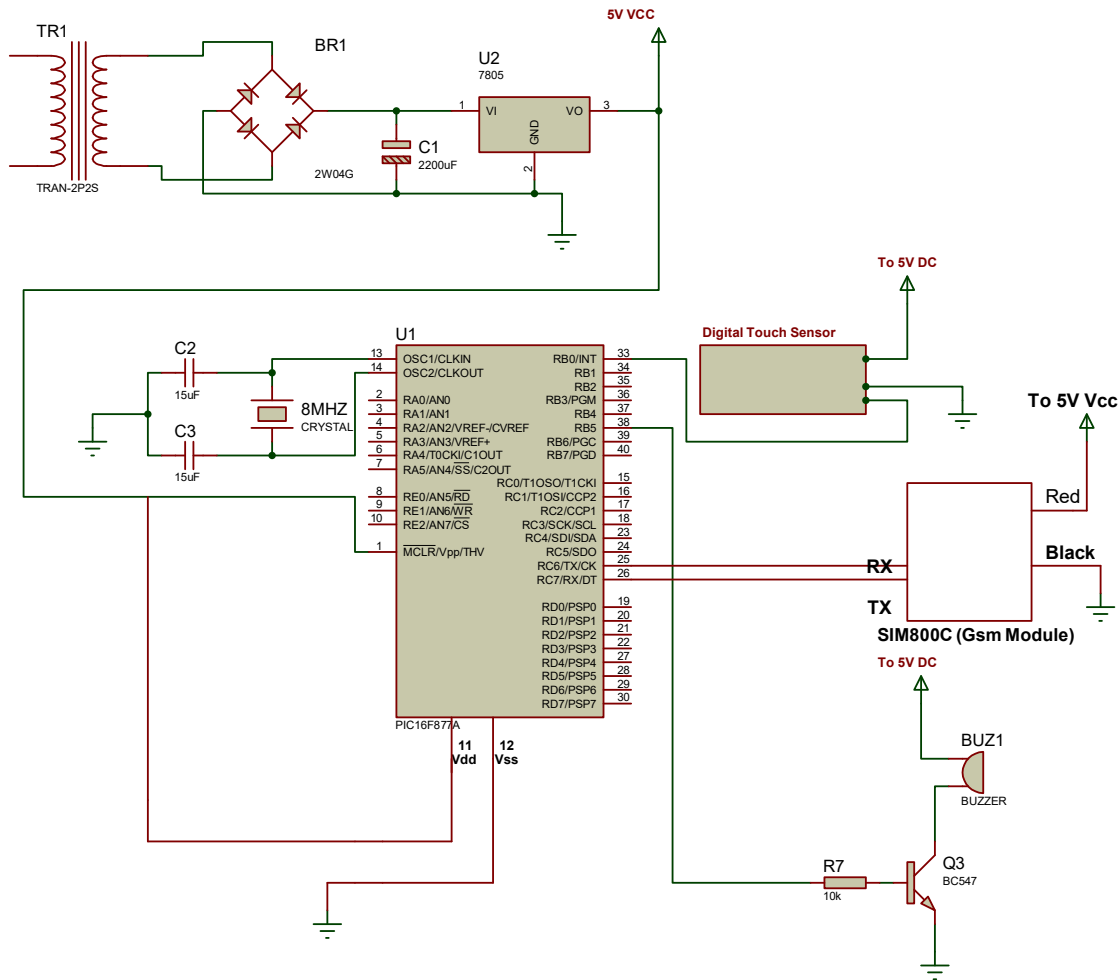 TR1
TRAN-2P2S
BR1
2W04G
C1
2200uF
U2
7805
1
VI
VO
3
GND
2
5V VCC
C2
15uF
C3
15uF
8MHZ
CRYSTAL
U1
13 OSC1/CLKIN
14 OSC2/CLKOUT
2 RA0/AN0
3 RA1/AN1
4 RA2/AN2/VREF-/CVREF
5 RA3/AN3/VREF+
6 RA4/T0CKI/C1OUT
7 RA5/AN4/SS/C2OUT
8 RE0/AN5/RD
9 RE1/AN6/WR
10 RE2/AN7/CS
1 MCLR/Vpp/THV
RB0/INT 33
RB1 34
RB2 35
RB3/PGM 36
RB4 37
RB5 38
RB6/PGC 39
RB7/PGD 40
RC0/T1OSO/T1CKI 15
RC1/T1OSI/CCP2 16
RC2/CCP1 17
RC3/SCK/SCL 18
RC4/SDI/SDA 23
RC5/SDO 24
RC6/TX/CK 25
RC7/RX/DT 26
RD0/PSP0 19
RD1/PSP1 20
RD2/PSP2 21
RD3/PSP3 22
RD4/PSP4 27
RD5/PSP5 28
RD6/PSP6 29
RD7/PSP7 30
PIC16F877A
11
Vdd
12
Vss
To 5V DC
Digital Touch Sensor
To 5V Vcc
Red
Black
RX
TX
SIM800C (Gsm Module)
To 5V DC
BUZ1
BUZZER
R7
10k
Q3
BC547